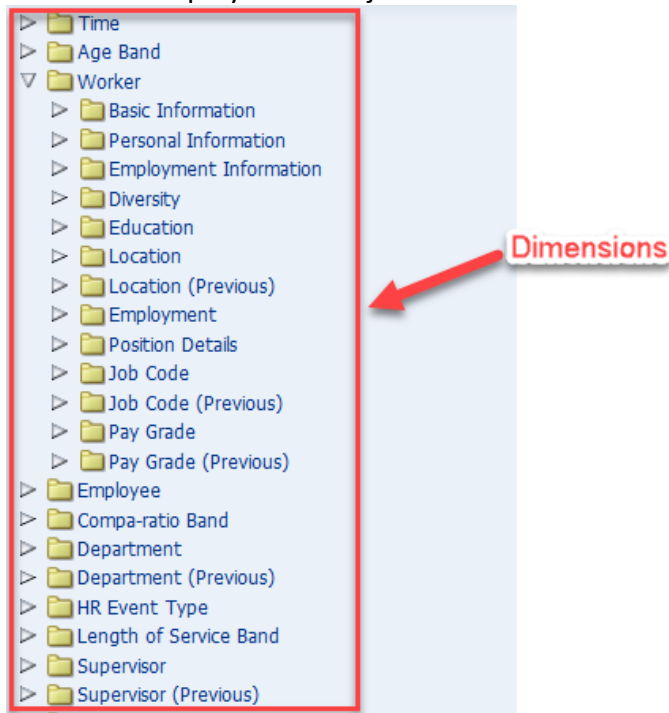 Time
Age Band
Worker
Basic Information
Personal Information
Employment Information
Diversity
Education
Location
Location (Previous)
Employment
Position Details
Job Code
Job Code (Previous)
Pay Grade
Pay Grade (Previous)
Employee
Compa-ratio Band
Department
Department (Previous)
HR Event Type
Length of Service Band
Supervisor
Supervisor (Previous)
Dimensions